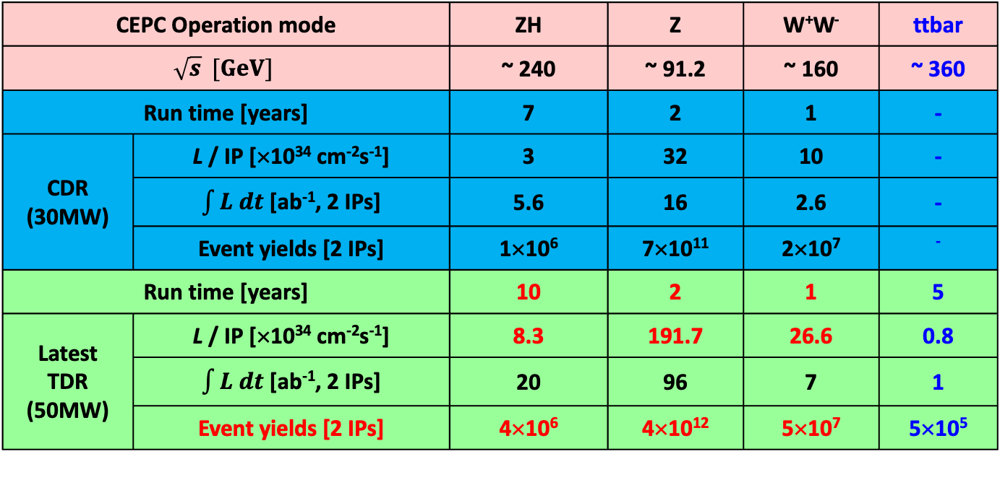 CEPC Operation mode ZH Z W⁺W⁻ ttbar
√s [GeV] ~ 240 ~ 91.2 ~ 160 ~ 360
Run time [years] 7 2 1 -
CDR
(30MW)
L / IP [×10³⁴ cm⁻²s⁻¹] 3 32 10 -
∫ L dt [ab⁻¹, 2 IPs] 5.6 16 2.6 -
Event yields [2 IPs] 1×10⁶ 7×10¹¹ 2×10⁷ -
Run time [years] 10 2 1 5
Latest
TDR
(50MW)
L / IP [×10³⁴ cm⁻²s⁻¹] 8.3 191.7 26.6 0.8
∫ L dt [ab⁻¹, 2 IPs] 20 96 7 1
Event yields [2 IPs] 4×10⁶ 4×10¹² 5×10⁷ 5×10⁵